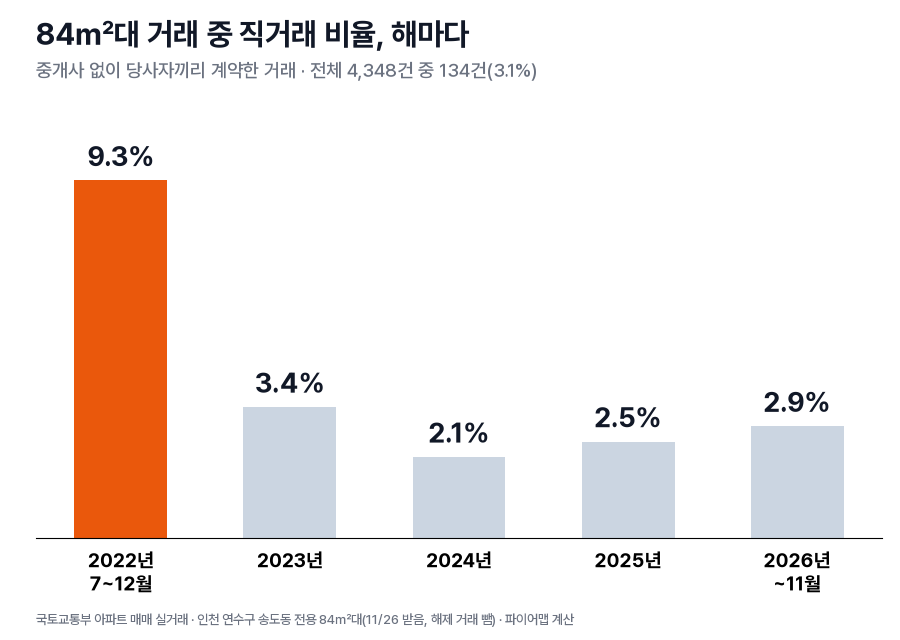 84m²대 거래 중 직거래 비율, 해마다
중개사 없이 당사자끼리 계약한 거래 · 전체 4,348건 중 134건(3.1%)
9.3%
3.4%
2.1%
2.5%
2.9%
2022년
7~12월
2023년
2024년
2025년
2026년
~11월
국토교통부 아파트 매매 실거래 · 인천 연수구 송도동 전용 84m²대(11/26 받음, 해제 거래 뺌) · 파이어맵 계산